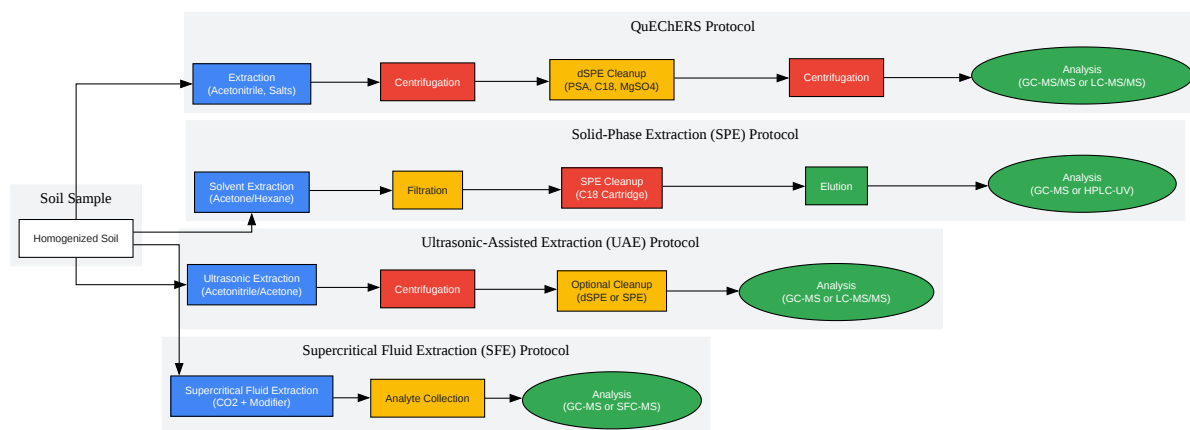 QuEChERS Protocol
Extraction
(Acetonitrile, Salts)
Centrifugation
dSPE Cleanup
(PSA, C18, MgSO4)
Centrifugation
Analysis
(GC-MS/MS or LC-MS/MS)
Solid-Phase Extraction (SPE) Protocol
Solvent Extraction
(Acetone/Hexane)
Filtration
SPE Cleanup
(C18 Cartridge)
Elution
Analysis
(GC-MS or HPLC-UV)
Soil Sample
Homogenized Soil
Ultrasonic-Assisted Extraction (UAE) Protocol
Ultrasonic Extraction
(Acetonitrile/Acetone)
Centrifugation
Optional Cleanup
(dSPE or SPE)
Analysis
(GC-MS or LC-MS/MS)
Supercritical Fluid Extraction (SFE) Protocol
Supercritical Fluid Extraction
(CO2 + Modifier)
Analyte Collection
Analysis
(GC-MS or SFC-MS)